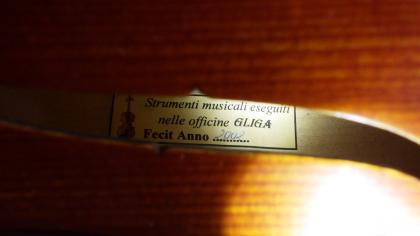 Strumenti musicali eseguiti
nelle officine GLIGA
Fecit Anno 2002